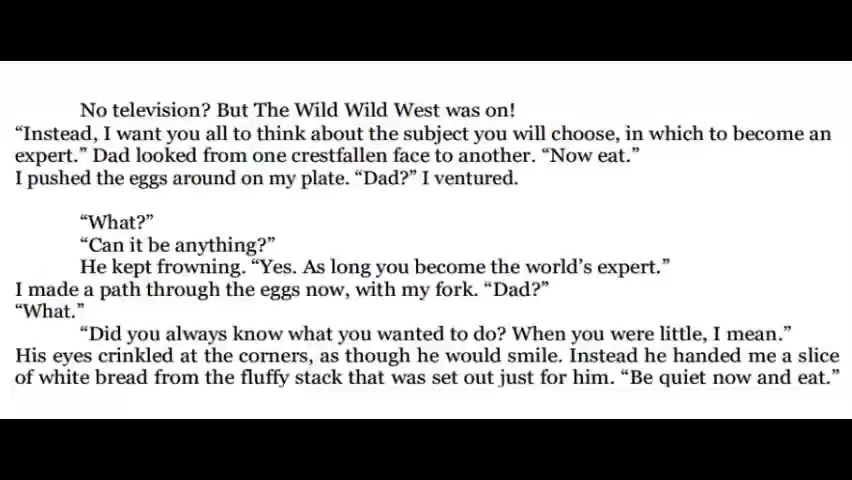 No television? But The Wild Wild West was on!
“Instead, I want you all to think about the subject you will choose, in which to become an
expert.” Dad looked from one crestfallen face to another. “Now eat.”
I pushed the eggs around on my plate. “Dad?” I ventured.
“What?”
“Can it be anything?”
He kept frowning. “Yes. As long you become the world’s expert.”
I made a path through the eggs now, with my fork. “Dad?”
“What.”
“Did you always know what you wanted to do? When you were little, I mean.”
His eyes crinkled at the corners, as though he would smile. Instead he handed me a slice
of white bread from the fluffy stack that was set out just for him. “Be quiet now and eat.”